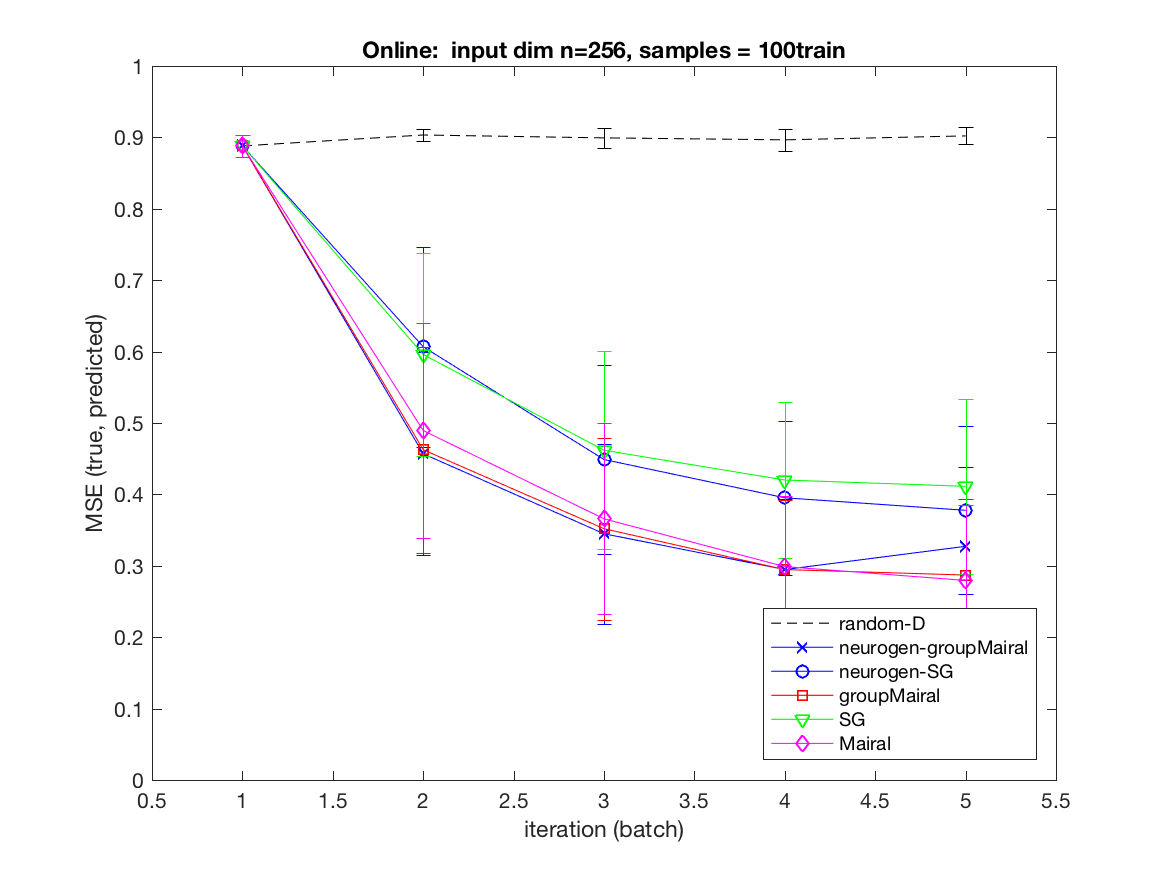 Online:  input dim n=256, samples = 100train
1
0.9
0.8
0.7
0.6
0.5
0.4
0.3
0.2
0.1
0
MSE (true, predicted)
random-D
neurogen-groupMairal
neurogen-SG
groupMairal
SG
Mairal
0.5 1 1.5 2 2.5 3 3.5 4 4.5 5 5.5
iteration (batch)